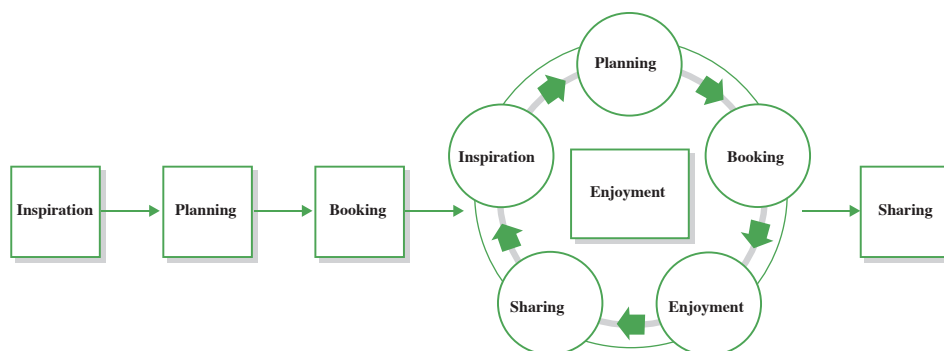 Inspiration
Planning
Booking
Planning
Inspiration
Booking
Enjoyment
Sharing
Enjoyment
Sharing